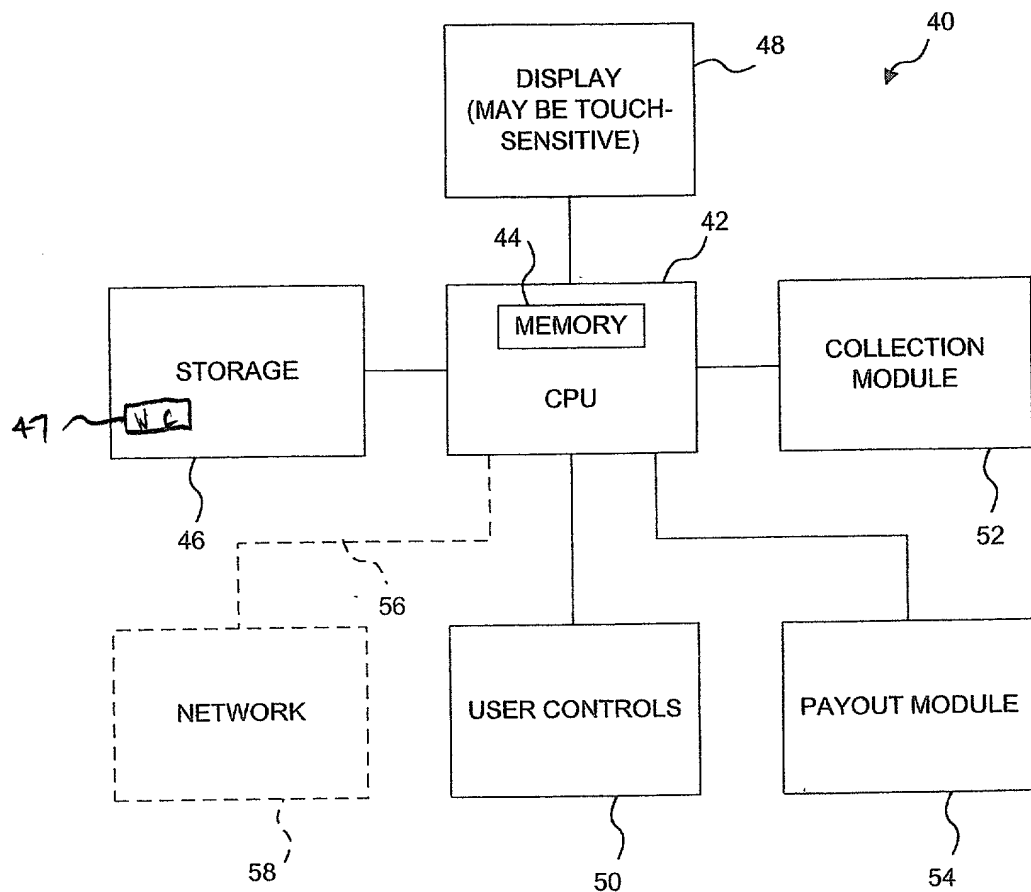 40
48
DISPLAY
(MAY BE TOUCH-
SENSITIVE)
44
42
MEMORY
CPU
STORAGE
COLLECTION
MODULE
47
W C
46
52
56
NETWORK
USER CONTROLS
PAYOUT MODULE
58
50
54